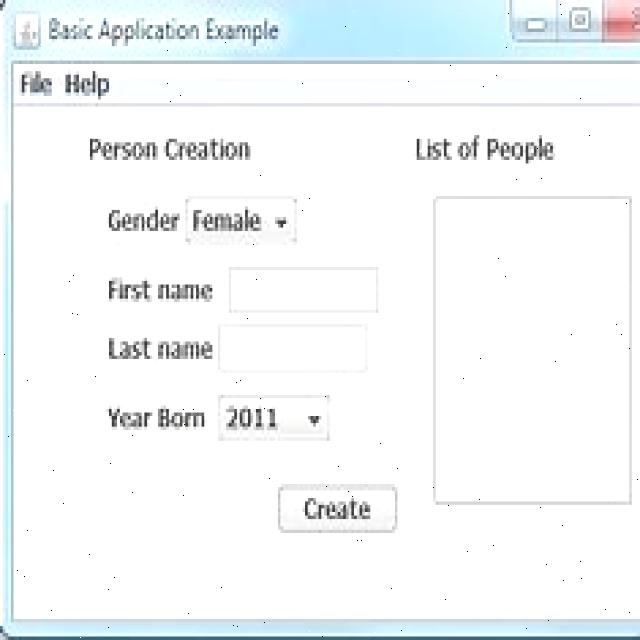 Basic Application Example
File Help
Person Creation
List of People
Gender Female
First name
Last name
Year Born 2011
Create